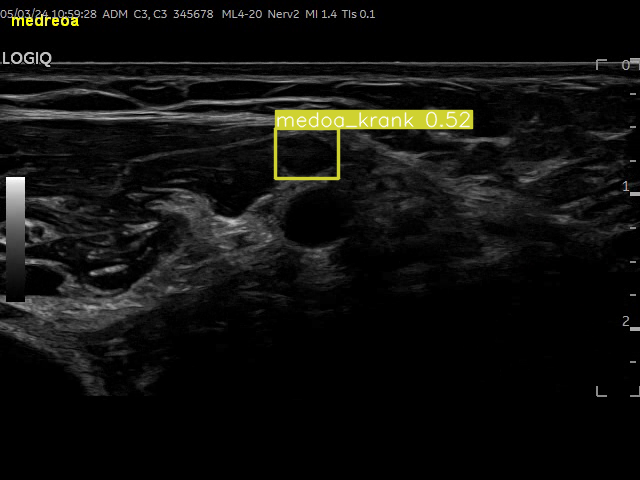 05/03/24 10:59:28 ADM C3, C3 345678 ML4-20 Nerv2 MI 1.4 TIs 0.1
medreoa
LOGIQ
0
medoa_krank 0.52
1
2